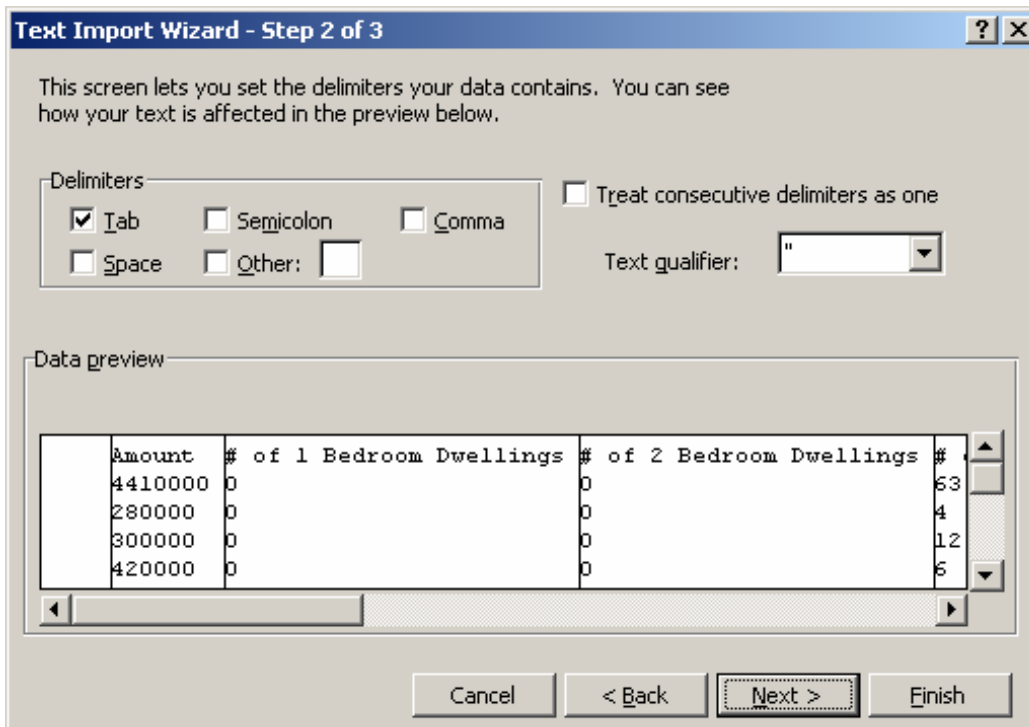 Text Import Wizard - Step 2 of 3
This screen lets you set the delimiters your data contains. You can see
how your text is affected in the preview below.
Delimiters
Tab Semicolon Comma
Space Other:
Treat consecutive delimiters as one
Text qualifier: "
Data preview
Amount # of 1 Bedroom Dwellings # of 2 Bedroom Dwellings #
4410000 0 0 63
280000 0 0 4
300000 0 0 12
420000 0 0 6
Cancel < Back Next > Finish